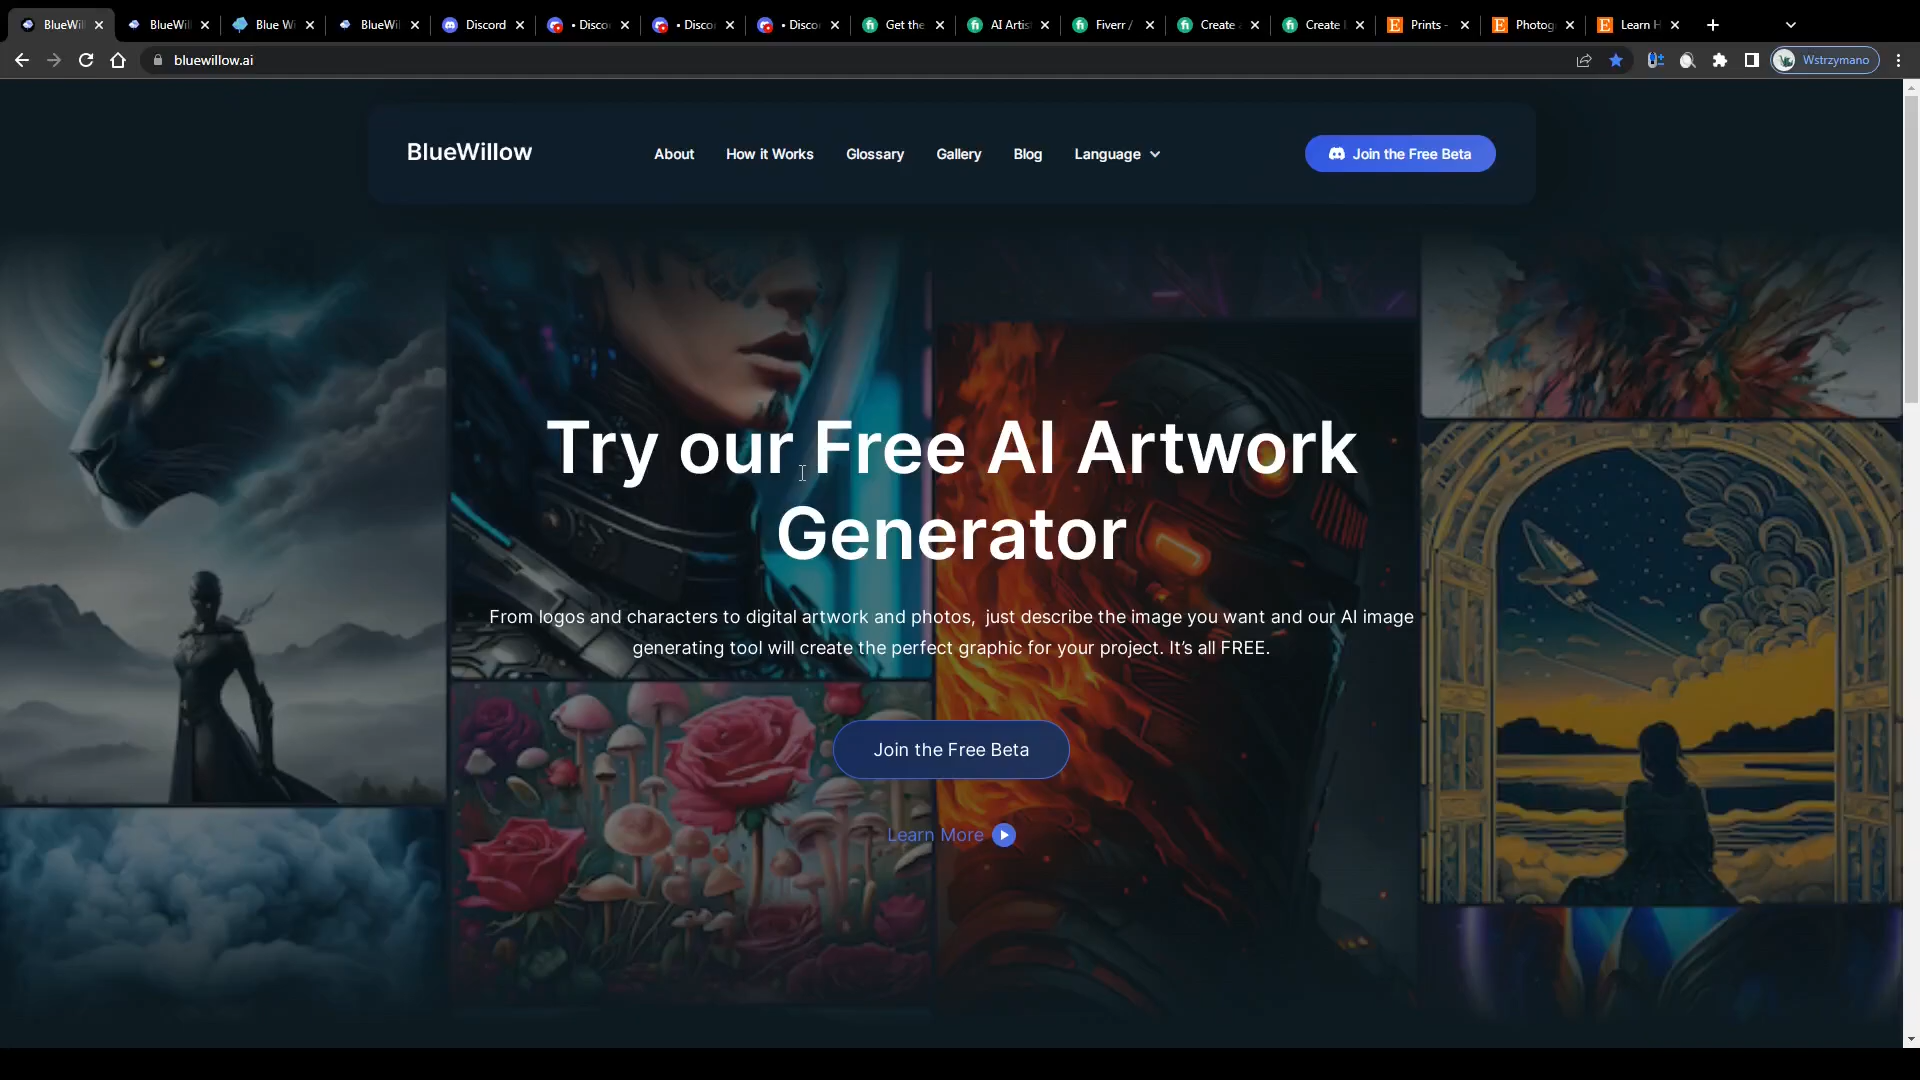 BlueWil
BlueWil
Blue Wi
BlueWil
Discord
• Disco
• Disco
• Disco
Get the
AI Artis
Fiverr /
Create
Create
Prints -
Photog
Learn H
bluewillow.ai
Wstrzymano
BlueWillow
About
How it Works
Glossary
Gallery
Blog
Language
Join the Free Beta
Try our Free AI Artwork
Generator
From logos and characters to digital artwork and photos, just describe the image you want and our AI image
generating tool will create the perfect graphic for your project. It’s all FREE.
Join the Free Beta
Learn More